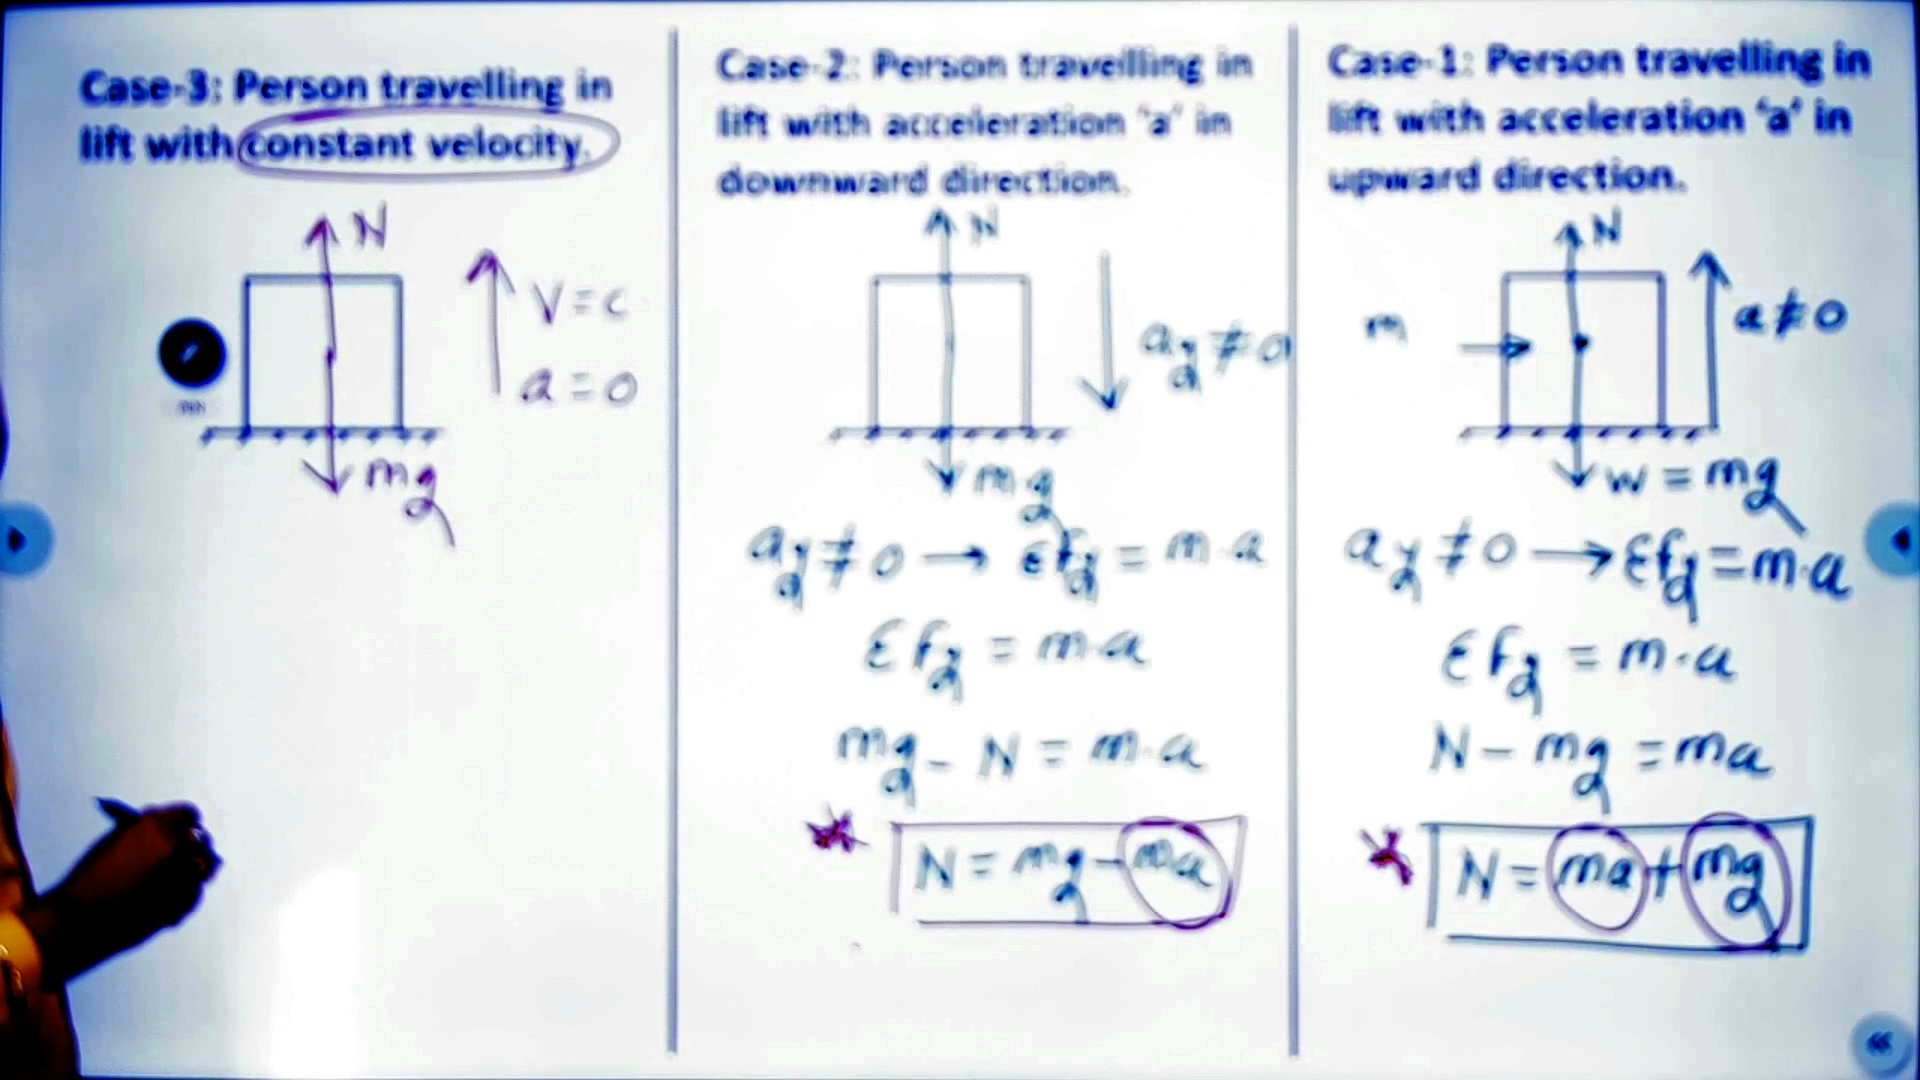 Case-3: Person travelling in
lift with constant velocity.
N
V = c
a = 0
mg
Case-2: Person travelling in
lift with acceleration 'a' in
downward direction.
N
ay ≠ 0
mg
ay ≠ 0 → Σfy = m·a
Σfy = m·a
mg - N = m·a
N = mg - ma
Case-1: Person travelling in
lift with acceleration 'a' in
upward direction.
N
m
a ≠ 0
w = mg
ay ≠ 0 → Σfy = m·a
Σfy = m·a
N - mg = ma
N = ma + mg